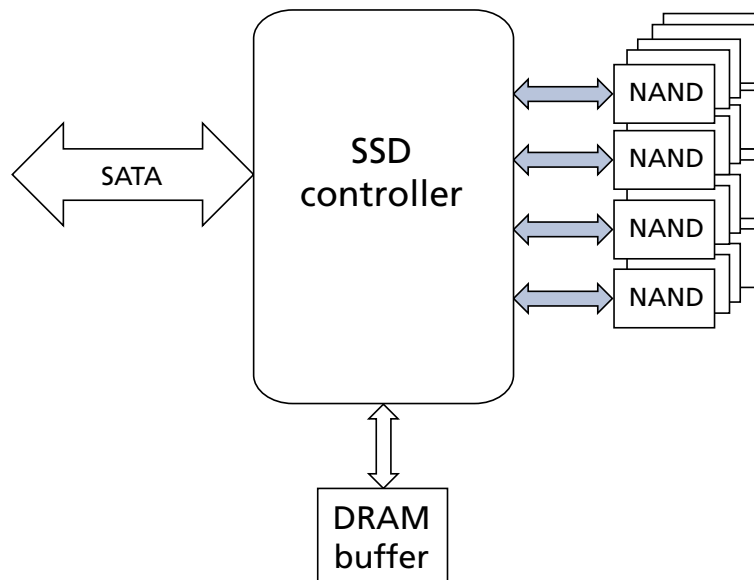 SATA
SSD
controller
NAND
NAND
NAND
NAND
DRAM
buffer